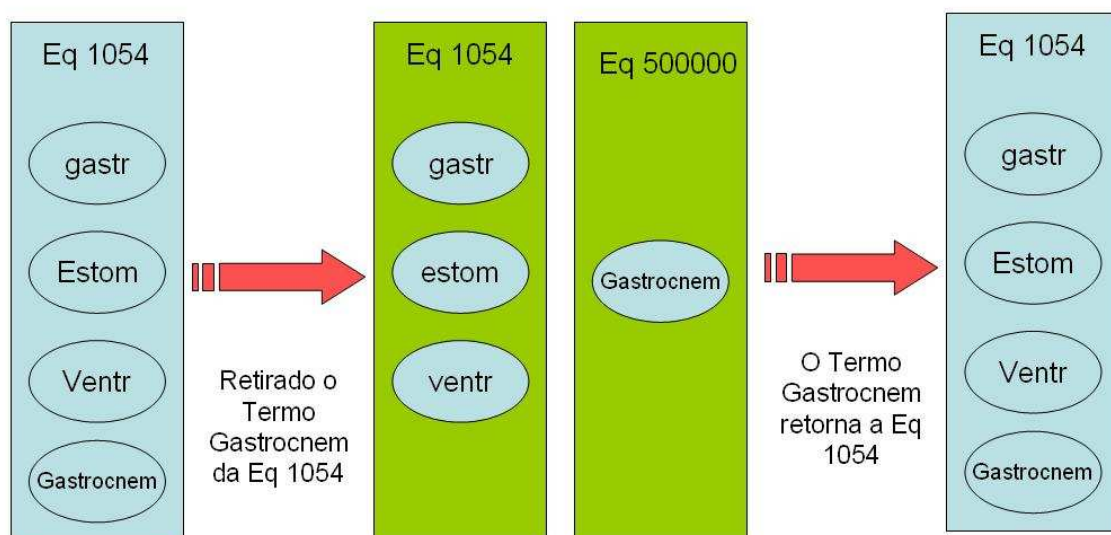 Eq 1054
gastr
Estom
Ventr
Gastrocnem
Retirado o
Termo
Gastrocnem
da Eq 1054
Eq 1054
gastr
estom
ventr
Eq 500000
Gastrocnem
O Termo
Gastrocnem
retorna a Eq
1054
Eq 1054
gastr
Estom
Ventr
Gastrocnem